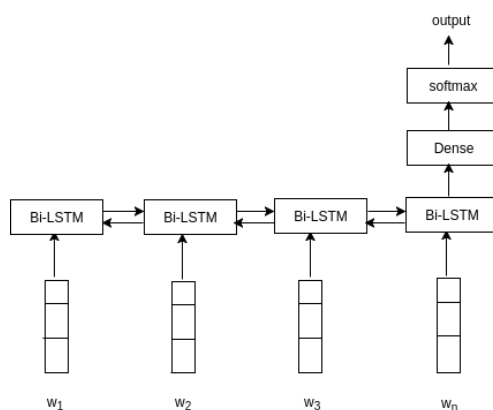 output
softmax
Dense
Bi-LSTM Bi-LSTM Bi-LSTM Bi-LSTM
w1 w2 w3 wn